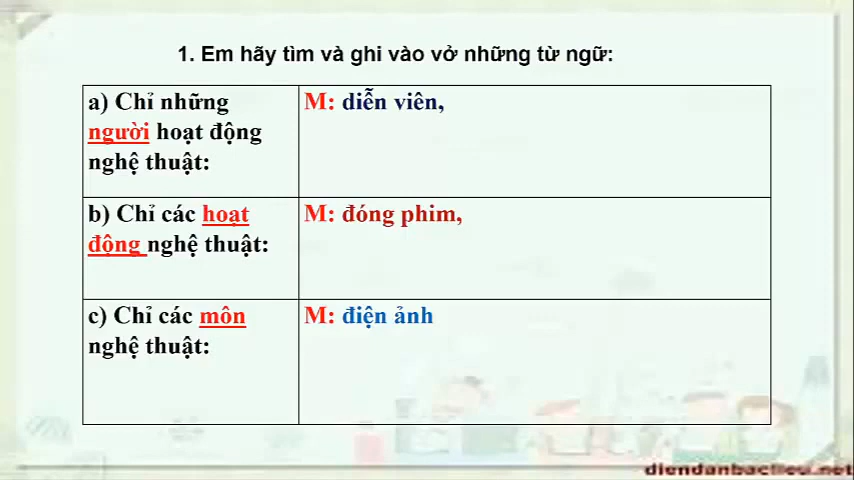 1. Em hãy tìm và ghi vào vở những từ ngữ:
a) Chỉ những
người hoạt động
nghệ thuật:
M: diễn viên,
b) Chỉ các hoạt
động nghệ thuật:
M: đóng phim,
c) Chỉ các môn
nghệ thuật:
M: điện ảnh
diendanbaclieu.net